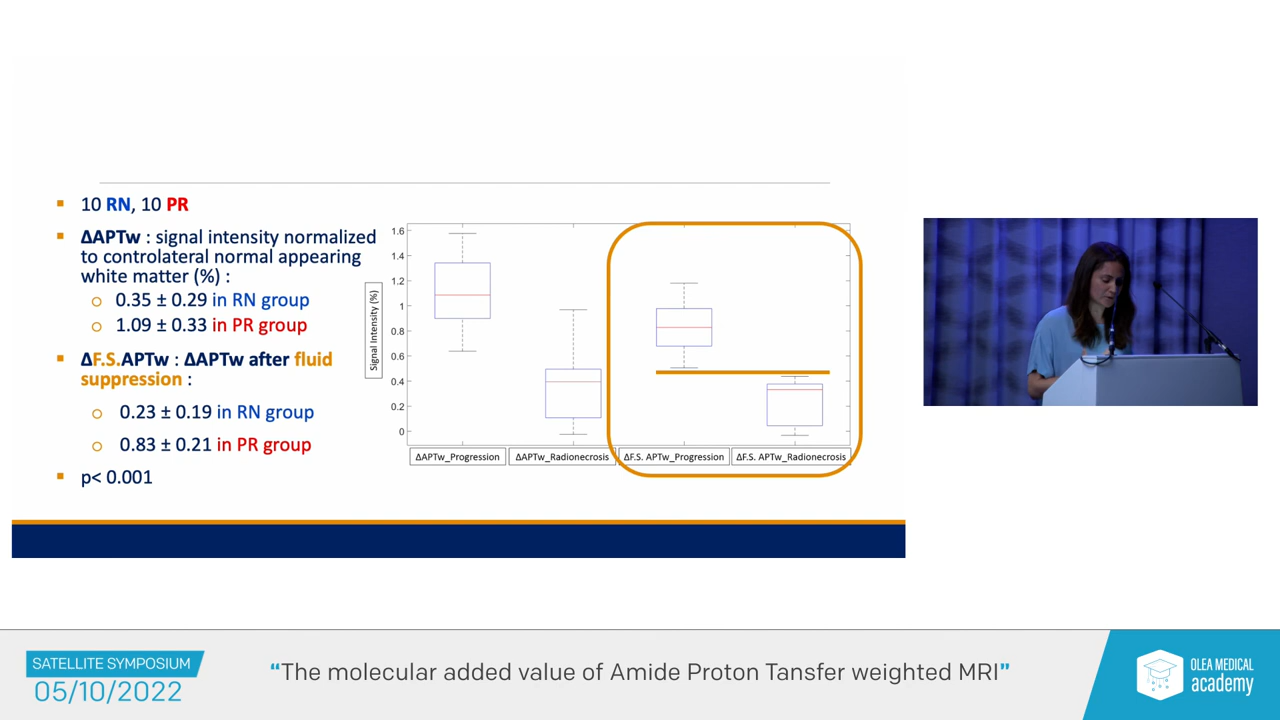 10 RN, 10 PR
ΔAPTw : signal intensity normalized
to controlateral normal appearing
white matter (%) :
0.35 ± 0.29 in RN group
1.09 ± 0.33 in PR group
ΔF.S.APTw : ΔAPTw after fluid
suppression :
0.23 ± 0.19 in RN group
0.83 ± 0.21 in PR group
p< 0.001
Signal Intensity (%)
1.6
1.4
1.2
1
0.8
0.6
0.4
0.2
0
ΔAPTw_Progression
ΔAPTw_Radionecrosis
ΔF.S. APTw_Progression
ΔF.S. APTw_Radionecrosis
SATELLITE SYMPOSIUM
05/10/2022
“The molecular added value of Amide Proton Tansfer weighted MRI”
OLEA MEDICAL
academy